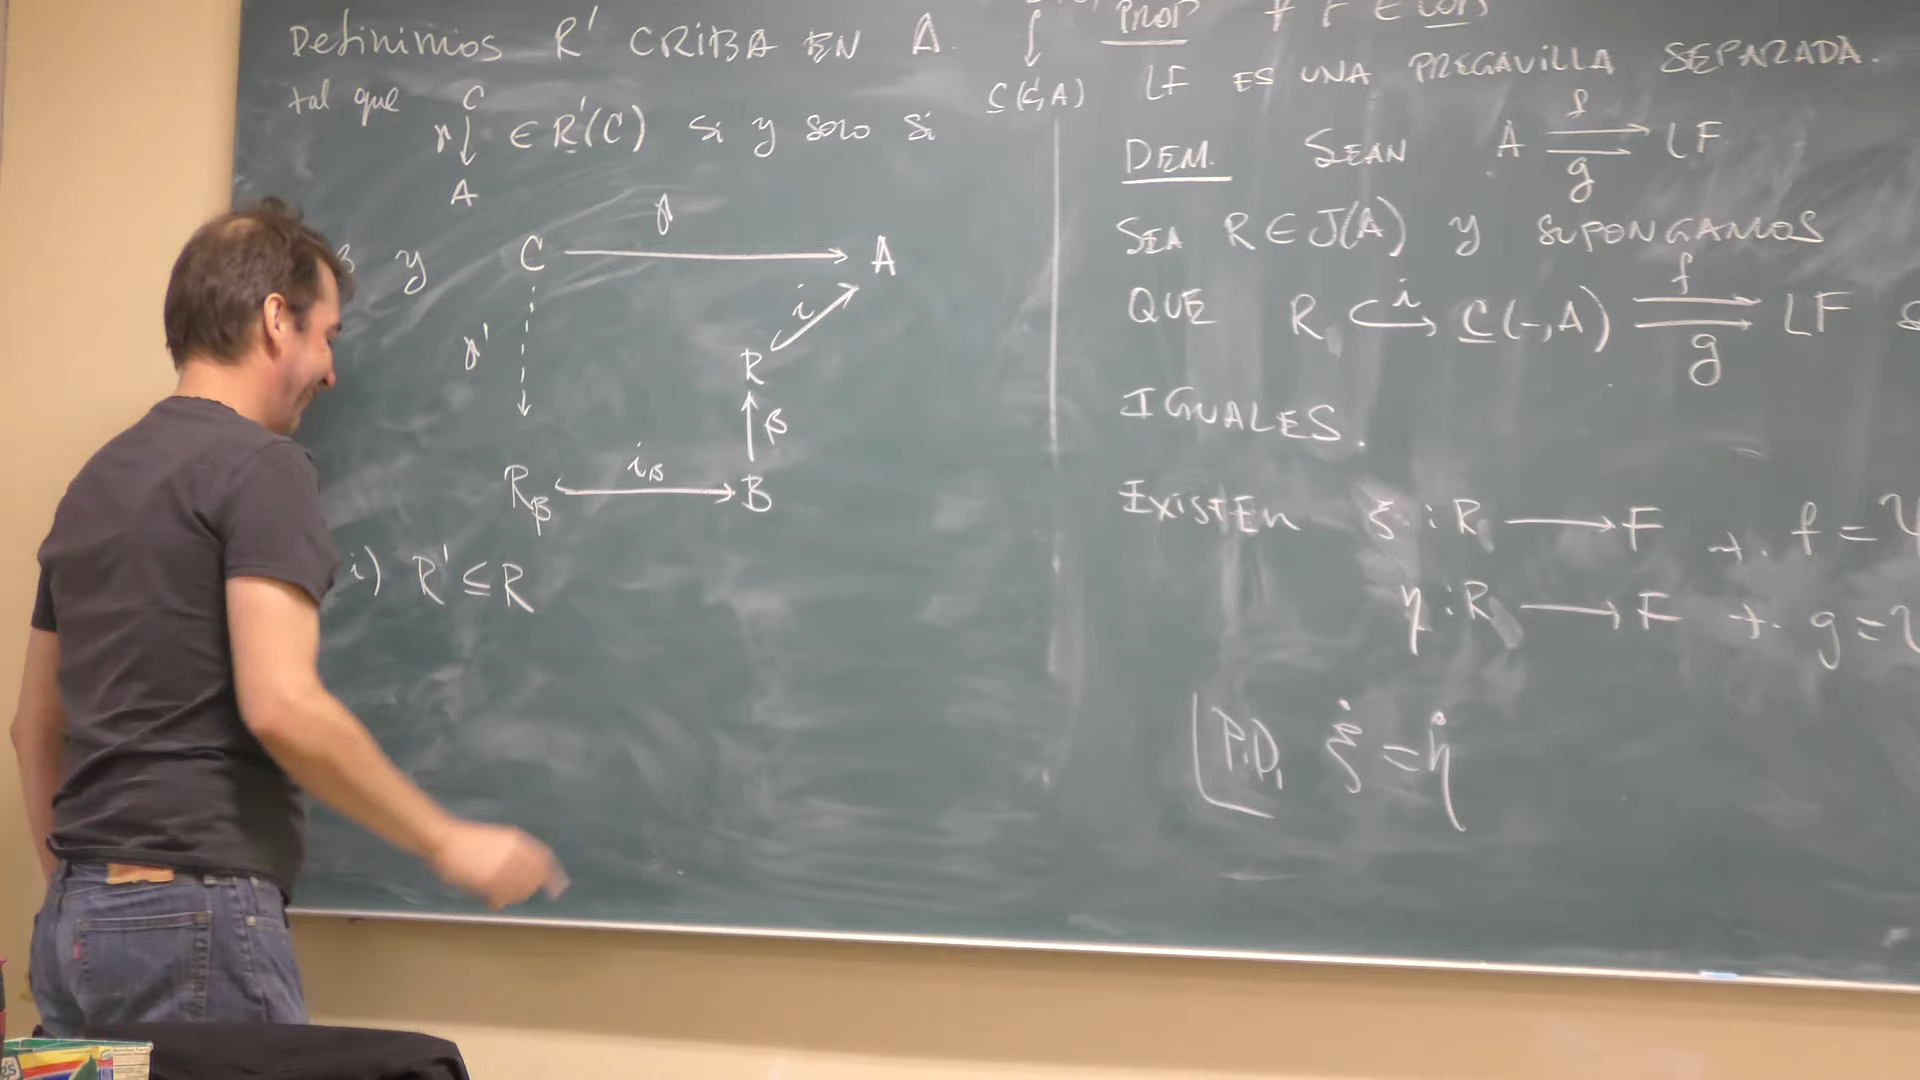 Definimos R' CRIBA EN A.
tal que C γ A ∈ R'(C) si y solo si
y C γ A
γ' i
R
β
R_β i_β B
i) R' ⊆ R
C(-,A)
PROP
LF ES UNA PREGAVILLA SEPARADA.
DEM. SEAN A f g LF
SEA R ∈ J(A) y SUPONGAMOS
QUE R i C(-,A) f g LF
IGUALES.
Existen ξ : R → F +. f =
η : R → F +. g =
P.D. ξ̇ = η̇